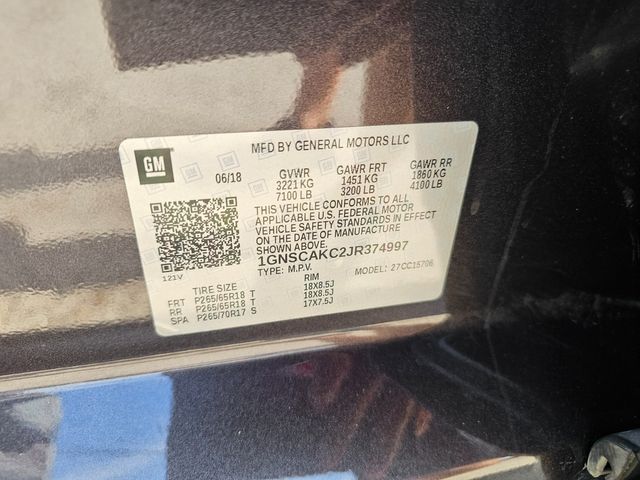 MFD BY GENERAL MOTORS LLC
GM
06/18
GVWR GAWR FRT GAWR RR
3221 KG 1451 KG 1860 KG
7100 LB 3200 LB 4100 LB
THIS VEHICLE CONFORMS TO ALL
APPLICABLE U.S. FEDERAL MOTOR
VEHICLE SAFETY STANDARDS IN EFFECT
ON THE DATE OF MANUFACTURE
SHOWN ABOVE.
1GNSCAKC2JR374997
TYPE: M.P.V. MODEL: 27CC15706
121V
TIRE SIZE RIM
FRT P265/65R18 T 18X8.5J
RR P265/65R18 T 18X8.5J
SPA P265/70R17 S 17X7.5J